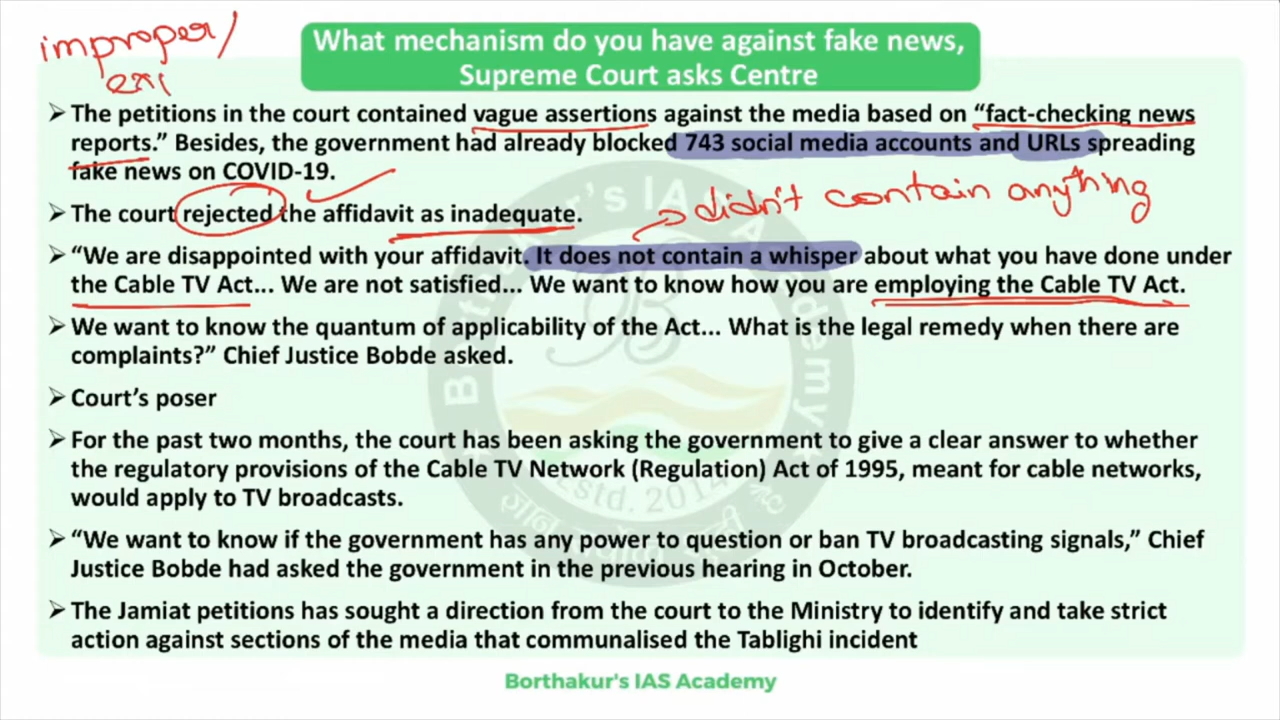 improper/
exi
What mechanism do you have against fake news,
Supreme Court asks Centre
➢ The petitions in the court contained vague assertions against the media based on “fact-checking news
reports.” Besides, the government had already blocked 743 social media accounts and URLs spreading
fake news on COVID-19.
➢ The court rejected the affidavit as inadequate.
didn't contain anything
➢ “We are disappointed with your affidavit. It does not contain a whisper about what you have done under
the Cable TV Act... We are not satisfied... We want to know how you are employing the Cable TV Act.
➢ We want to know the quantum of applicability of the Act... What is the legal remedy when there are
complaints?” Chief Justice Bobde asked.
➢ Court’s poser
➢ For the past two months, the court has been asking the government to give a clear answer to whether
the regulatory provisions of the Cable TV Network (Regulation) Act of 1995, meant for cable networks,
would apply to TV broadcasts.
➢ “We want to know if the government has any power to question or ban TV broadcasting signals,” Chief
Justice Bobde had asked the government in the previous hearing in October.
➢ The Jamiat petitions has sought a direction from the court to the Ministry to identify and take strict
action against sections of the media that communalised the Tablighi incident
Borthakur's IAS Academy
Borthakur's IAS Academy
Estd. 2014